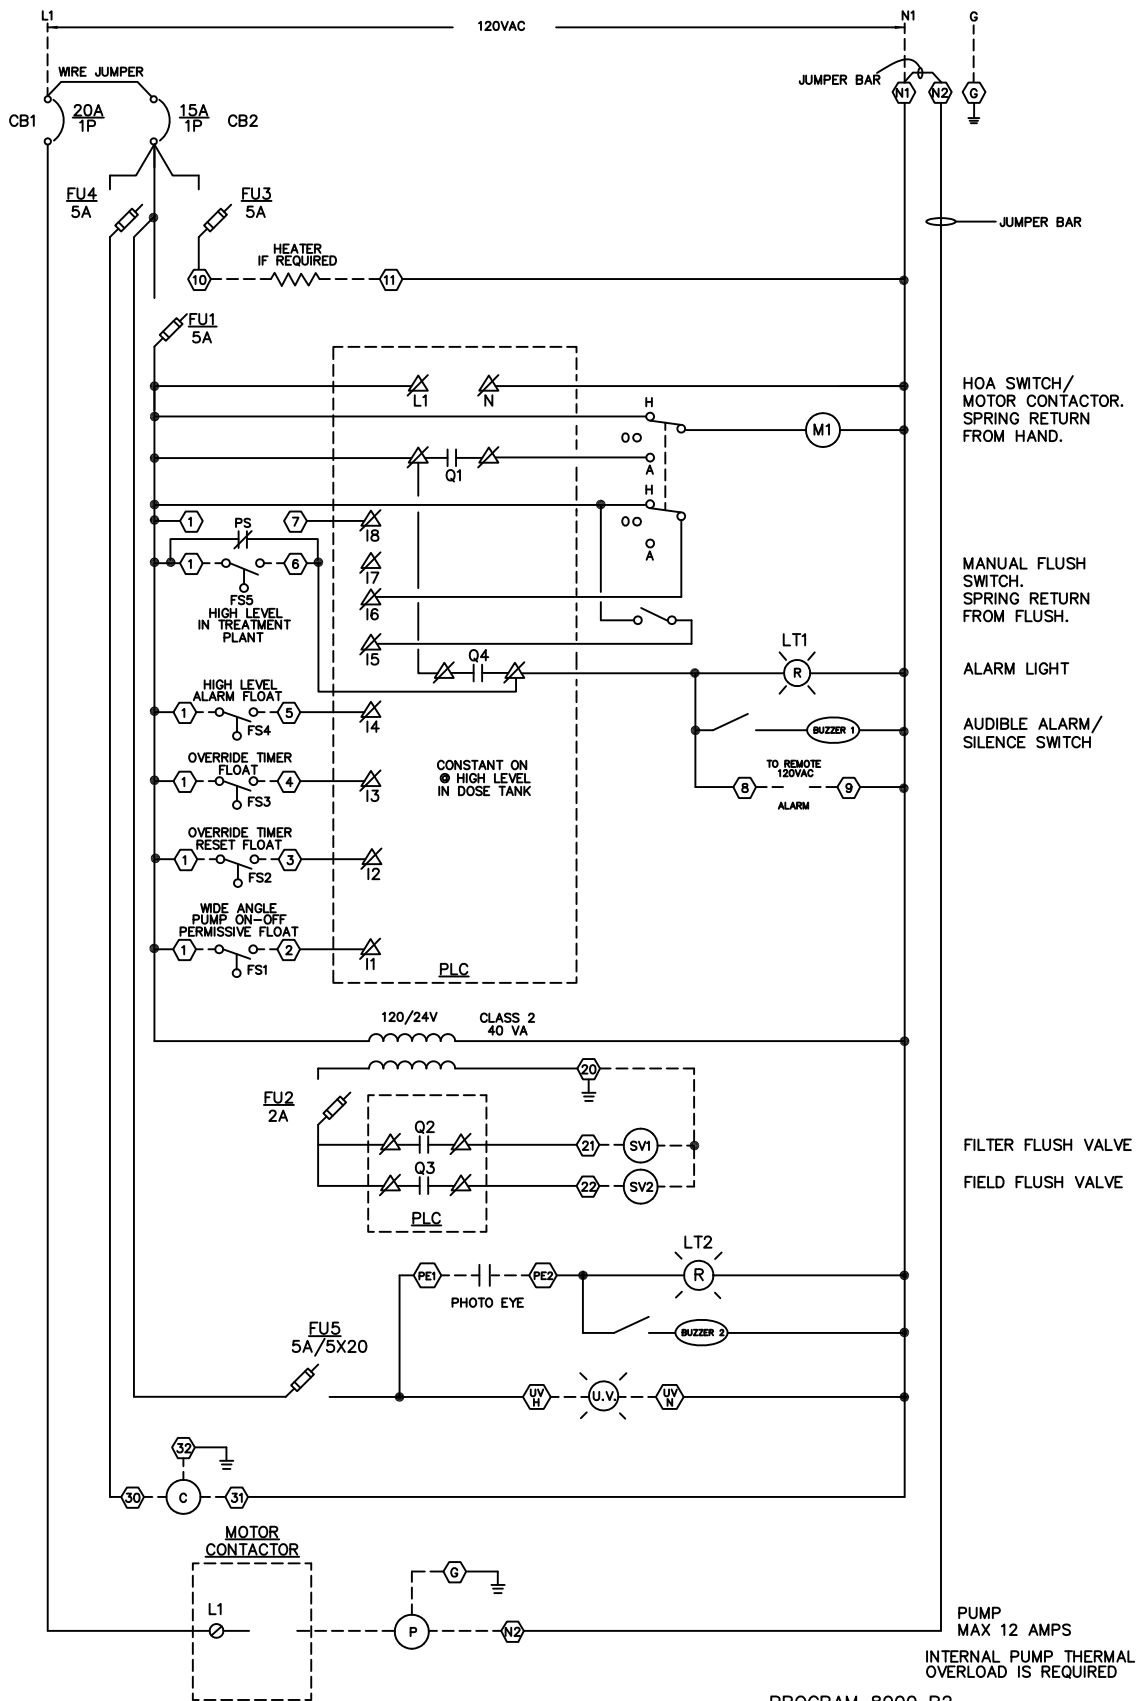 L1
120VAC
N1
G
WIRE JUMPER
JUMPER BAR
N1
N2
G
CB1
20A
1P
15A
1P
CB2
FU4
5A
FU3
5A
JUMPER BAR
HEATER
IF REQUIRED
10
11
FU1
5A
L1
N
H
OO
A
M1
HOA SWITCH/
MOTOR CONTACTOR.
SPRING RETURN
FROM HAND.
Q1
H
OO
A
1
PS
7
I8
1
6
I7
FS5
HIGH LEVEL
IN TREATMENT
PLANT
I6
I5
MANUAL FLUSH
SWITCH.
SPRING RETURN
FROM FLUSH.
Q4
LT1
R
ALARM LIGHT
HIGH LEVEL
ALARM FLOAT
1
5
FS4
I4
BUZZER 1
AUDIBLE ALARM/
SILENCE SWITCH
OVERRIDE TIMER
FLOAT
1
4
FS3
I3
CONSTANT ON
@ HIGH LEVEL
IN DOSE TANK
TO REMOTE
120VAC
8
9
ALARM
OVERRIDE TIMER
RESET FLOAT
1
3
FS2
I2
WIDE ANGLE
PUMP ON-OFF
PERMISSIVE FLOAT
1
2
FS1
I1
PLC
120/24V
CLASS 2
40 VA
20
FU2
2A
Q2
21
SV1
FILTER FLUSH VALVE
Q3
22
SV2
FIELD FLUSH VALVE
PLC
LT2
PE1
PE2
R
PHOTO EYE
BUZZER 2
FU5
5A/5X20
UV
H
U.V.
UV
N
32
30
C
31
MOTOR
CONTACTOR
G
L1
P
N2
PUMP
MAX 12 AMPS
INTERNAL PUMP THERMAL
OVERLOAD IS REQUIRED
PROGRAM 8000 R2